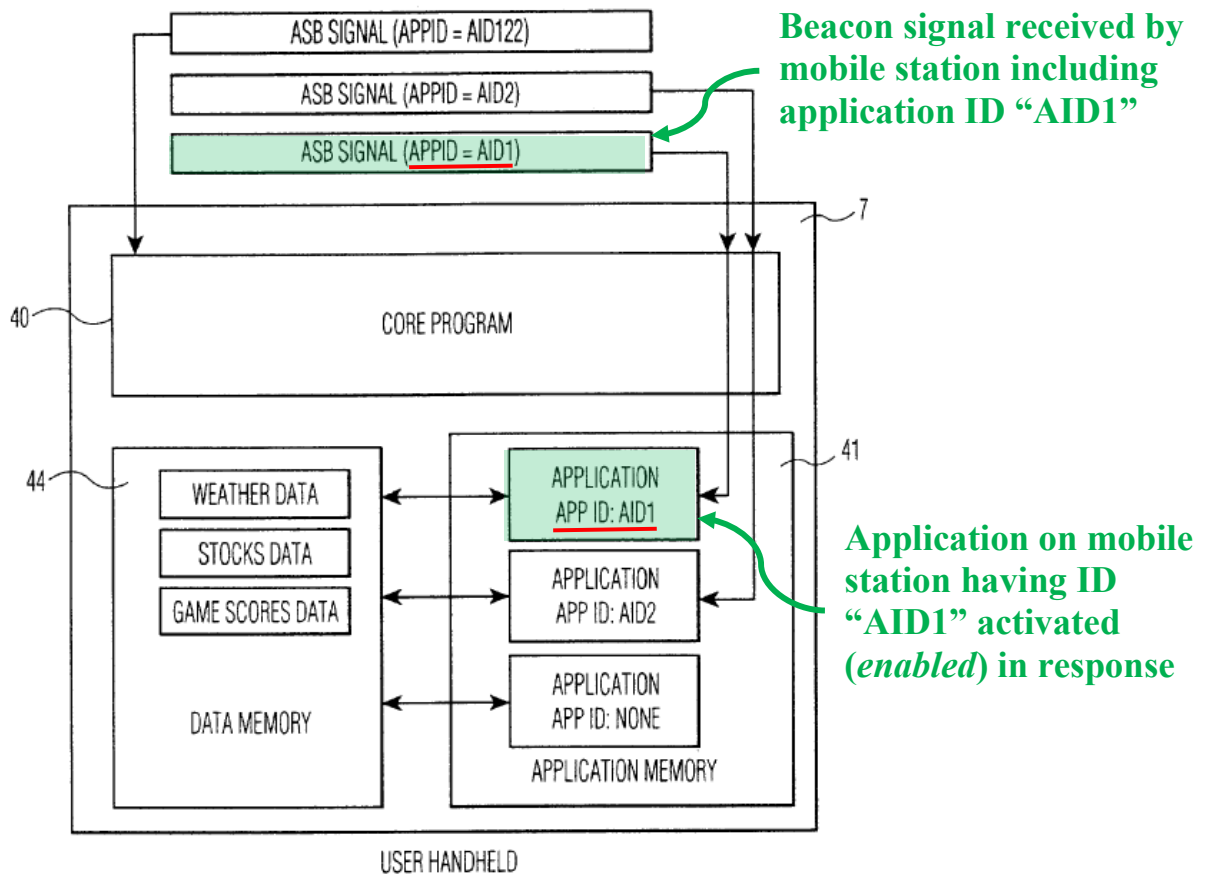 ASB SIGNAL (APPID = AID122)
ASB SIGNAL (APPID = AID2)
ASB SIGNAL (APPID = AID1)
Beacon signal received by
mobile station including
application ID “AID1”
7
40
CORE PROGRAM
44
WEATHER DATA
STOCKS DATA
GAME SCORES DATA
DATA MEMORY
41
APPLICATION
APP ID: AID1
APPLICATION
APP ID: AID2
APPLICATION
APP ID: NONE
APPLICATION MEMORY
Application on mobile
station having ID
“AID1” activated
(enabled) in response
USER HANDHELD